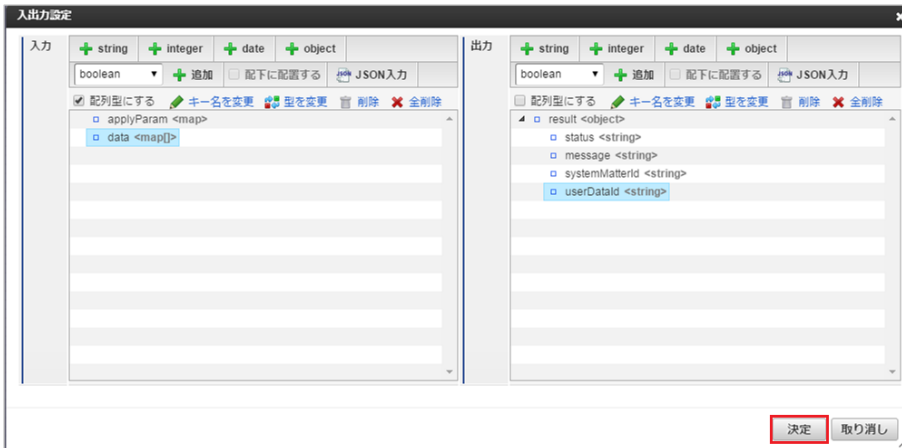 入出力設定
入力
string integer date object
boolean 追加 配下に配置する JSON入力
配列型にする キー名を変更 型を変更 削除 全削除
applyParam <map>
data <map[]>
出力
string integer date object
boolean 追加 配下に配置する JSON入力
配列型にする キー名を変更 型を変更 削除 全削除
result <object>
status <string>
message <string>
systemMatterId <string>
userDataId <string>
決定 取り消し